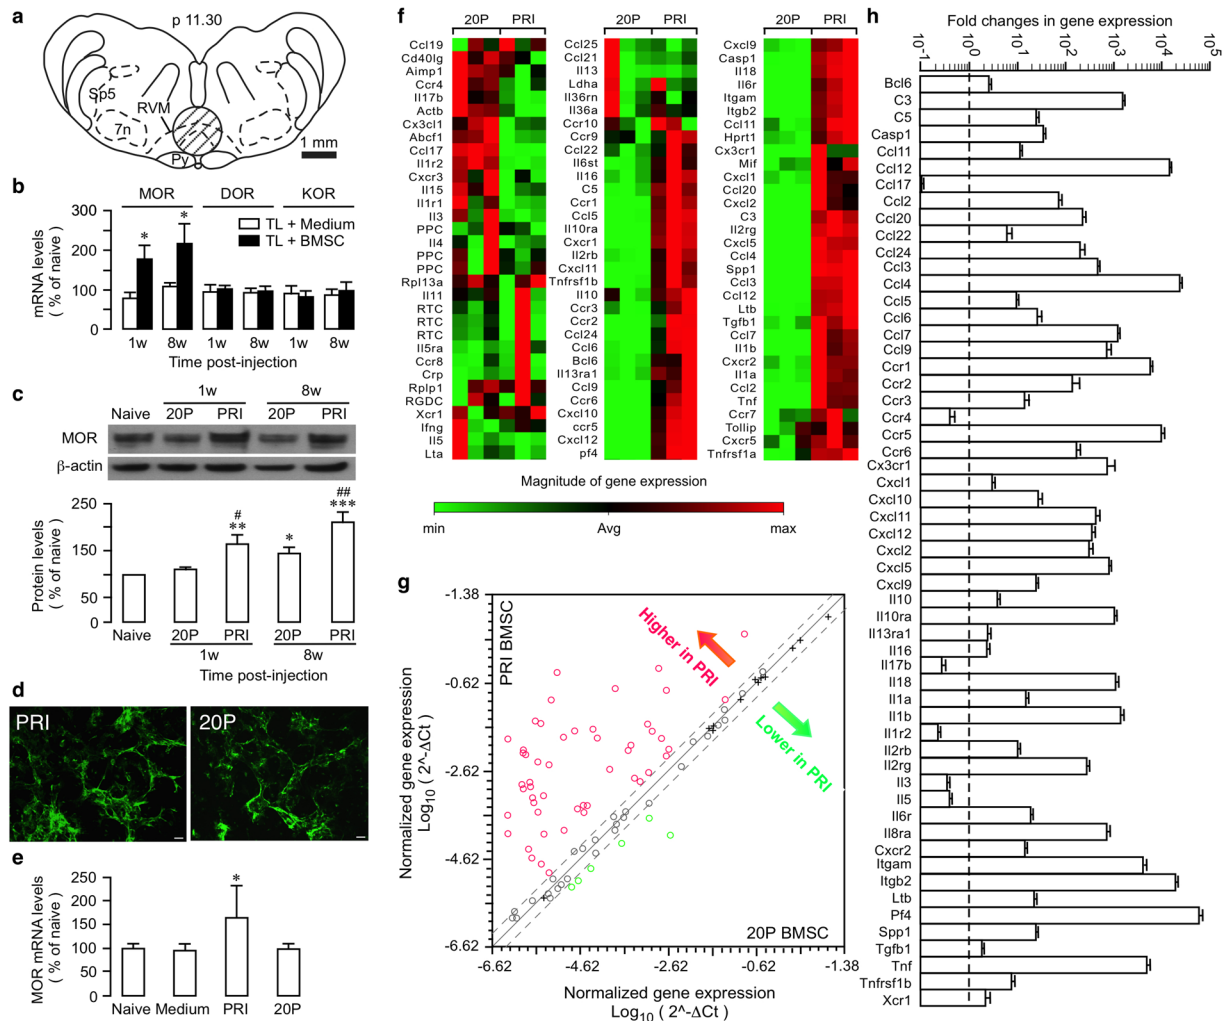 a
p 11.30
Sp5
RVM
7n
Py
1 mm
b
MOR DOR KOR
mRNA levels
( % of naive )
300
250
200
150
100
50
0
* *
TL + Medium
TL + BMSC
1w 8w 1w 8w 1w 8w
Time post-injection
c
1w 8w
Naive 20P PRI 20P PRI
MOR
β-actin
Protein levels
( % of naive )
250
200
150
100
50
0
#
**
*
##
***
Naive 20P PRI 20P PRI
1w 8w
Time post-injection
d
PRI
20P
e
MOR mRNA levels
( % of naive )
250
200
150
100
50
0
*
Naive Medium PRI 20P
f
20P PRI
Ccl19
Cd40lg
Aimp1
Ccr4
Il17b
Actb
Cx3cl1
Abcf1
Ccl17
Il1r2
Cxcr3
Il15
Il1r1
Il3
PPC
Il4
PPC
PPC
Rpl13a
Il11
RTC
RTC
RTC
Il5ra
Ccr8
Crp
Rplp1
RGDC
Xcr1
Ifng
Il5
Lta
20P PRI
Ccl25
Ccl21
Il13
Ldha
Il36rn
Il36a
Ccr10
Ccr9
Ccl22
Il6st
Il16
C5
Ccr1
Ccl5
Il10ra
Cxcr1
Il2rb
Cxcl11
Tnfrsf1b
Il10
Ccr3
Ccr2
Ccl24
Ccl6
Bcl6
Il13ra1
Ccl9
Ccr6
Cxcl10
ccr5
Cxcl12
pf4
20P PRI
Cxcl9
Casp1
Il18
Il6r
Itgam
Itgb2
Ccl11
Hprt1
Cx3cr1
Mif
Cxcl1
Ccl20
Cxcl2
C3
Il2rg
Cxcl5
Ccl4
Spp1
Ccl3
Ccl12
Ltb
Tgfb1
Ccl7
Il1b
Cxcr2
Il1a
Ccl2
Tnf
Ccr7
Tollip
Cxcr5
Tnfrsf1a
Magnitude of gene expression
min Avg max
g
Normalized gene expression
Log10 ( 2^-ΔCt )
-1.38
-0.62
-2.62
-4.62
-6.62
PRI BMSC
Higher in PRI
Lower in PRI
20P BMSC
-6.62 -4.62 -2.62 -0.62 -1.38
Normalized gene expression
Log10 ( 2^-ΔCt )
h
Fold changes in gene expression
10-1 100 101 102 103 104 105
Bcl6
C3
C5
Casp1
Ccl11
Ccl12
Ccl17
Ccl2
Ccl20
Ccl22
Ccl24
Ccl3
Ccl4
Ccl5
Ccl6
Ccl7
Ccl9
Ccr1
Ccr2
Ccr3
Ccr4
Ccr5
Ccr6
Cx3cr1
Cxcl1
Cxcl10
Cxcl11
Cxcl12
Cxcl2
Cxcl5
Cxcl9
Il10
Il10ra
Il13ra1
Il16
Il17b
Il18
Il1a
Il1b
Il1r2
Il2rb
Il2rg
Il3
Il5
Il6r
Il8ra
Cxcr2
Itgam
Itgb2
Ltb
Pf4
Spp1
Tgfb1
Tnf
Tnfrsf1b
Xcr1